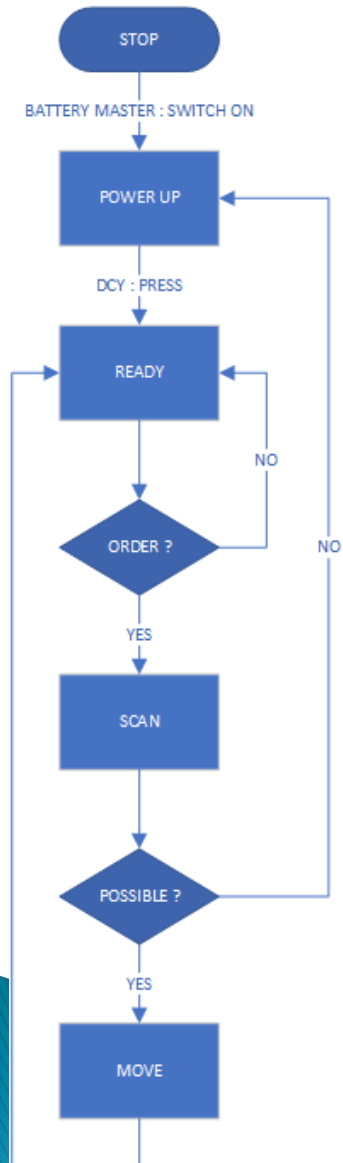 STOP
BATTERY MASTER : SWITCH ON
POWER UP
DCY : PRESS
READY
NO
ORDER ?
NO
YES
SCAN
POSSIBLE ?
YES
MOVE